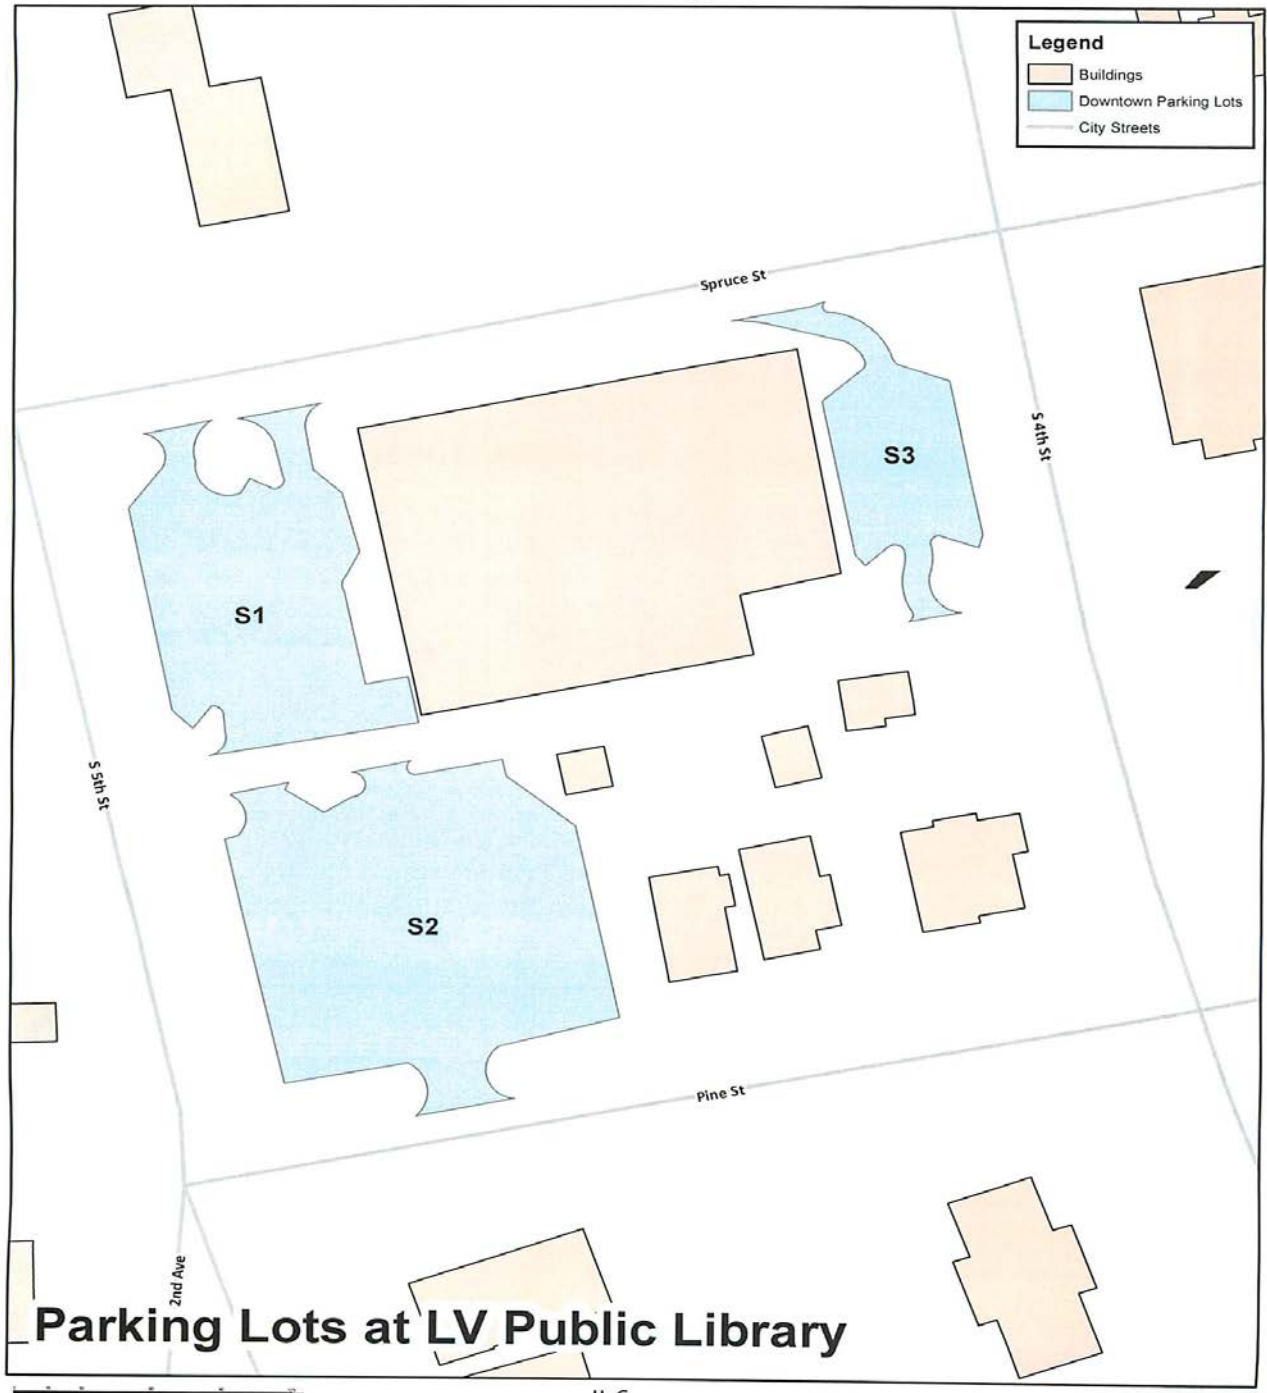 Legend
Buildings
Downtown Parking Lots
City Streets
Spruce St
S 4th St
S3
S1
S 5th St
S2
Pine St
2nd Ave
Parking Lots at LV Public Library